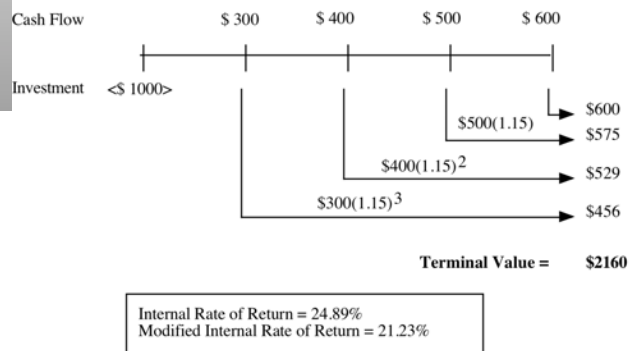 Cash Flow $ 300 $ 400 $ 500 $ 600
Investment <$ 1000>
$600
$500(1.15)
$575
$400(1.15)2
$529
$300(1.15)3
$456
Terminal Value = $2160
Internal Rate of Return = 24.89%
Modified Internal Rate of Return = 21.23%